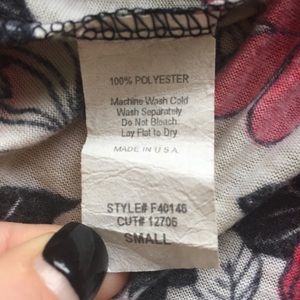 100% POLYESTER
Machine Wash Cold
Wash Separately
Do Not Bleach.
Lay Flat to Dry
MADE IN U.S.A.
STYLE# F40146
CUT# 12706
SMALL